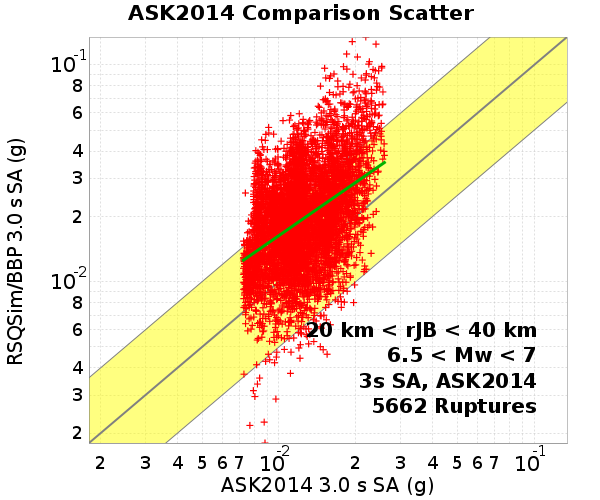 ASK2014 Comparison Scatter
RSQSim/BBP 3.0 s SA (g)
10-1
8
6
4
3
2
10-2
8
6
4
3
2
20 km < rJB < 40 km
6.5 < Mw < 7
3s SA, ASK2014
5662 Ruptures
2 3 4 5 6 7 10-2 2 3 4 5 6 7 10-1
ASK2014 3.0 s SA (g)